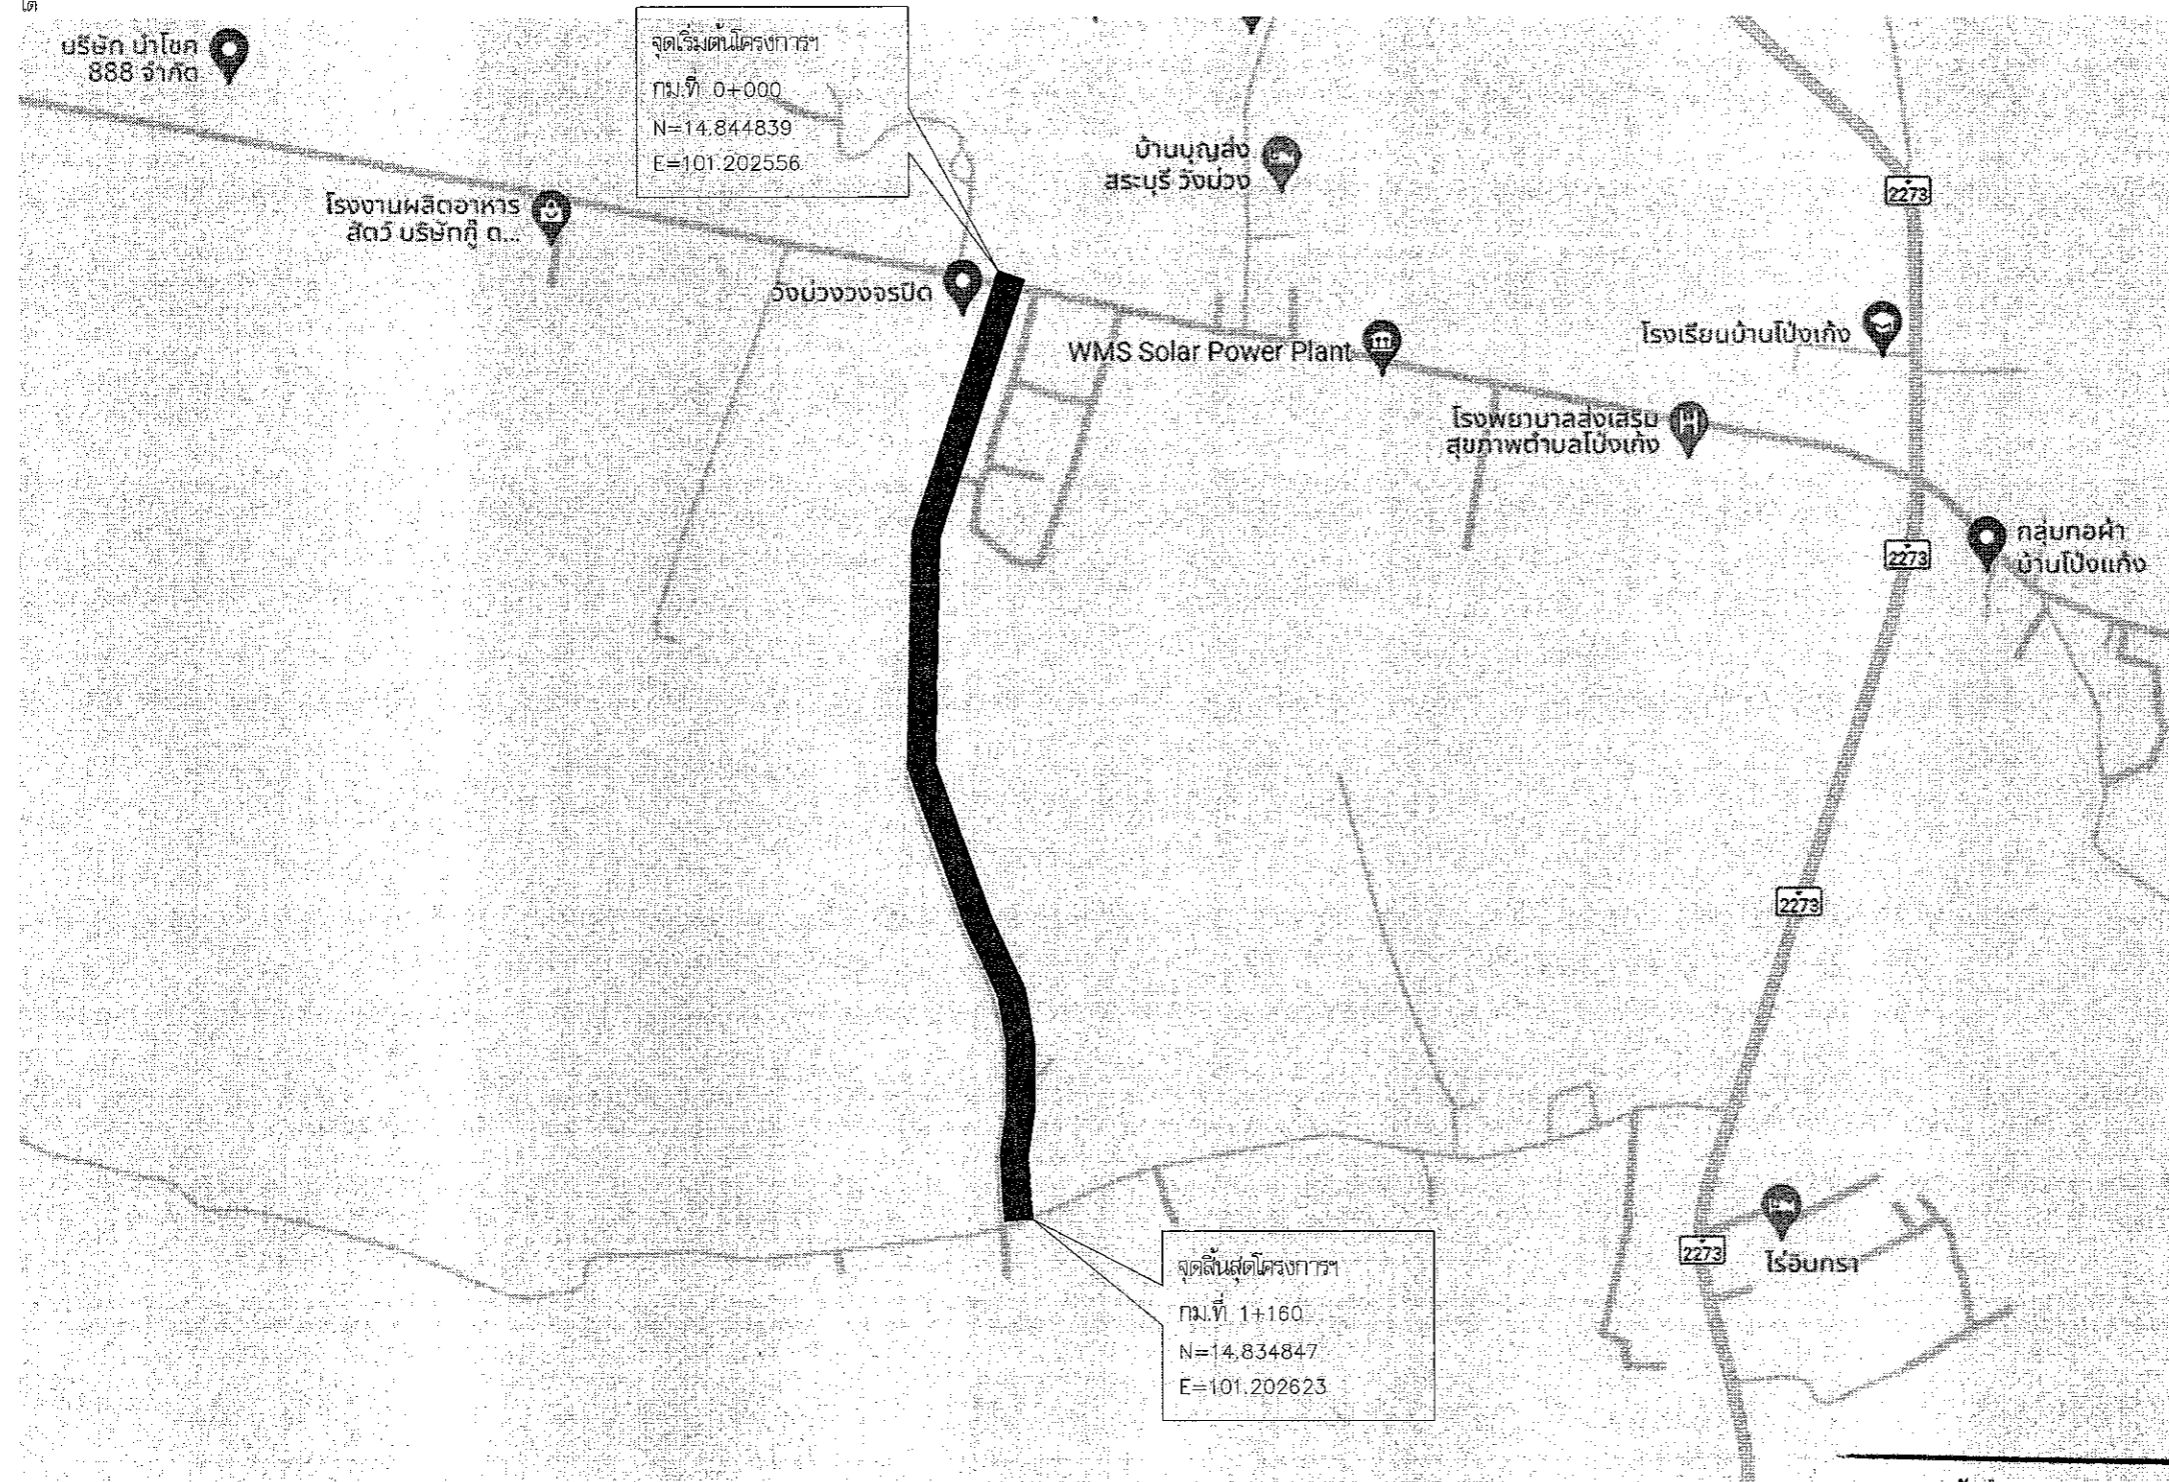 ใต้
บริษัท นำโชค
888 จำกัด
จุดเริ่มต้นโครงการฯ
กม.ที่ 0+000
N=14.844839
E=101.202556
โรงงานผลิตอาหาร
สัตว์ บริษัทกู๊ ด...
บ้านบุญส่ง
สระบุรี วังม่วง
2273
วังม่วงวงจรปิด
WMS Solar Power Plant
โรงเรียนบ้านโป่งเก้ง
โรงพยาบาลส่งเสริม
สุขภาพตำบลโป่งเก้ง
2273
กลุ่มทอผ้า
บ้านโป่งแก้ง
2273
2273
ไร่อินทรา
จุดสิ้นสุดโครงการฯ
กม.ที่ 1+160
N=14.834847
E=101.202623